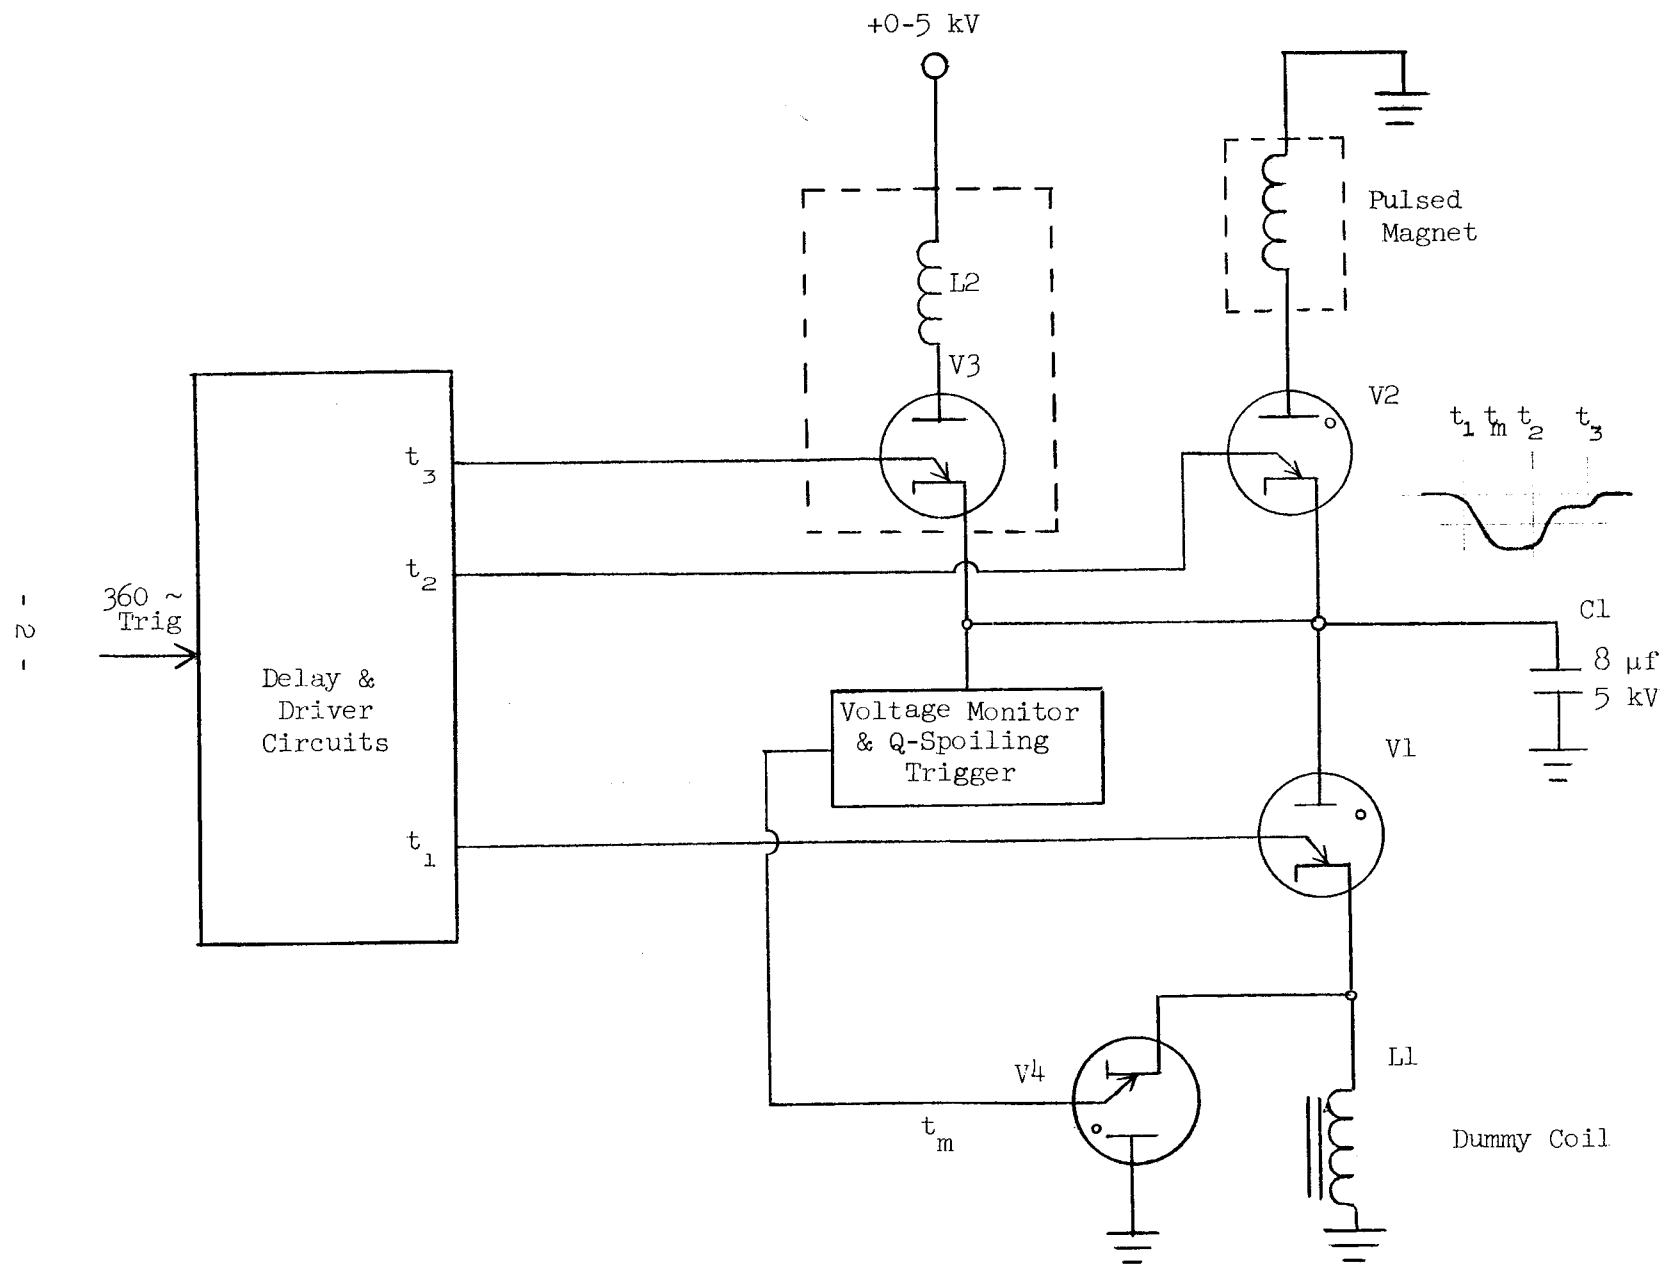 +0-5 kV
Pulsed
Magnet
L2
V3
V2
t1 tm t2 t3
t3
t2
360 ~
Trig
- 2 -
Delay &
Driver
Circuits
C1
8 μf
5 kV
Voltage Monitor
& Q-Spoiling
Trigger
V1
t1
V4
L1
tm
Dummy Coil